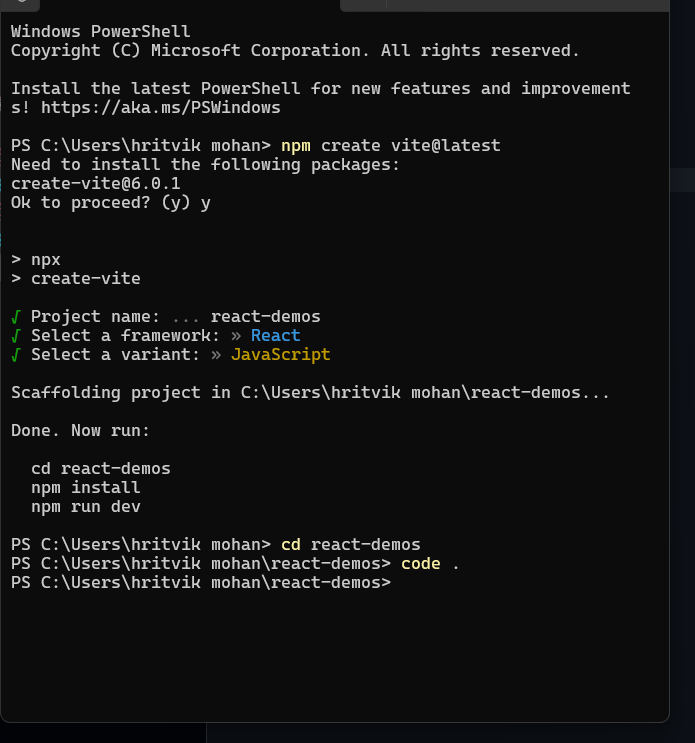 Windows PowerShell
Copyright (C) Microsoft Corporation. All rights reserved.
Install the latest PowerShell for new features and improvement
s! https://aka.ms/PSWindows
PS C:\Users\hritvik mohan> npm create vite@latest
Need to install the following packages:
create-vite@6.0.1
Ok to proceed? (y) y
> npx
> create-vite
√ Project name: ... react-demos
√ Select a framework: » React
√ Select a variant: » JavaScript
Scaffolding project in C:\Users\hritvik mohan\react-demos...
Done. Now run:
cd react-demos
npm install
npm run dev
PS C:\Users\hritvik mohan> cd react-demos
PS C:\Users\hritvik mohan\react-demos> code .
PS C:\Users\hritvik mohan\react-demos>